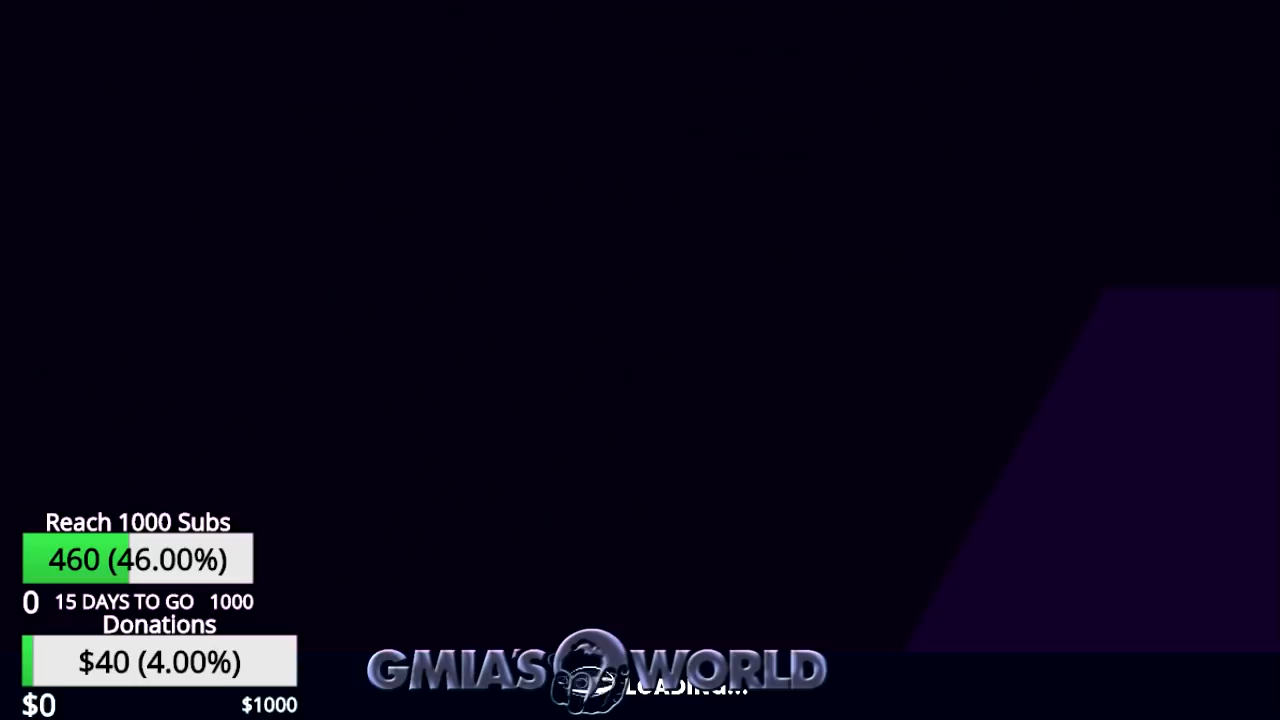 Reach 1000 Subs
460 (46.00%)
0 15 DAYS TO GO 1000
Donations
$40 (4.00%)
$0 $1000
GMIA'S WORLD
LOADING...